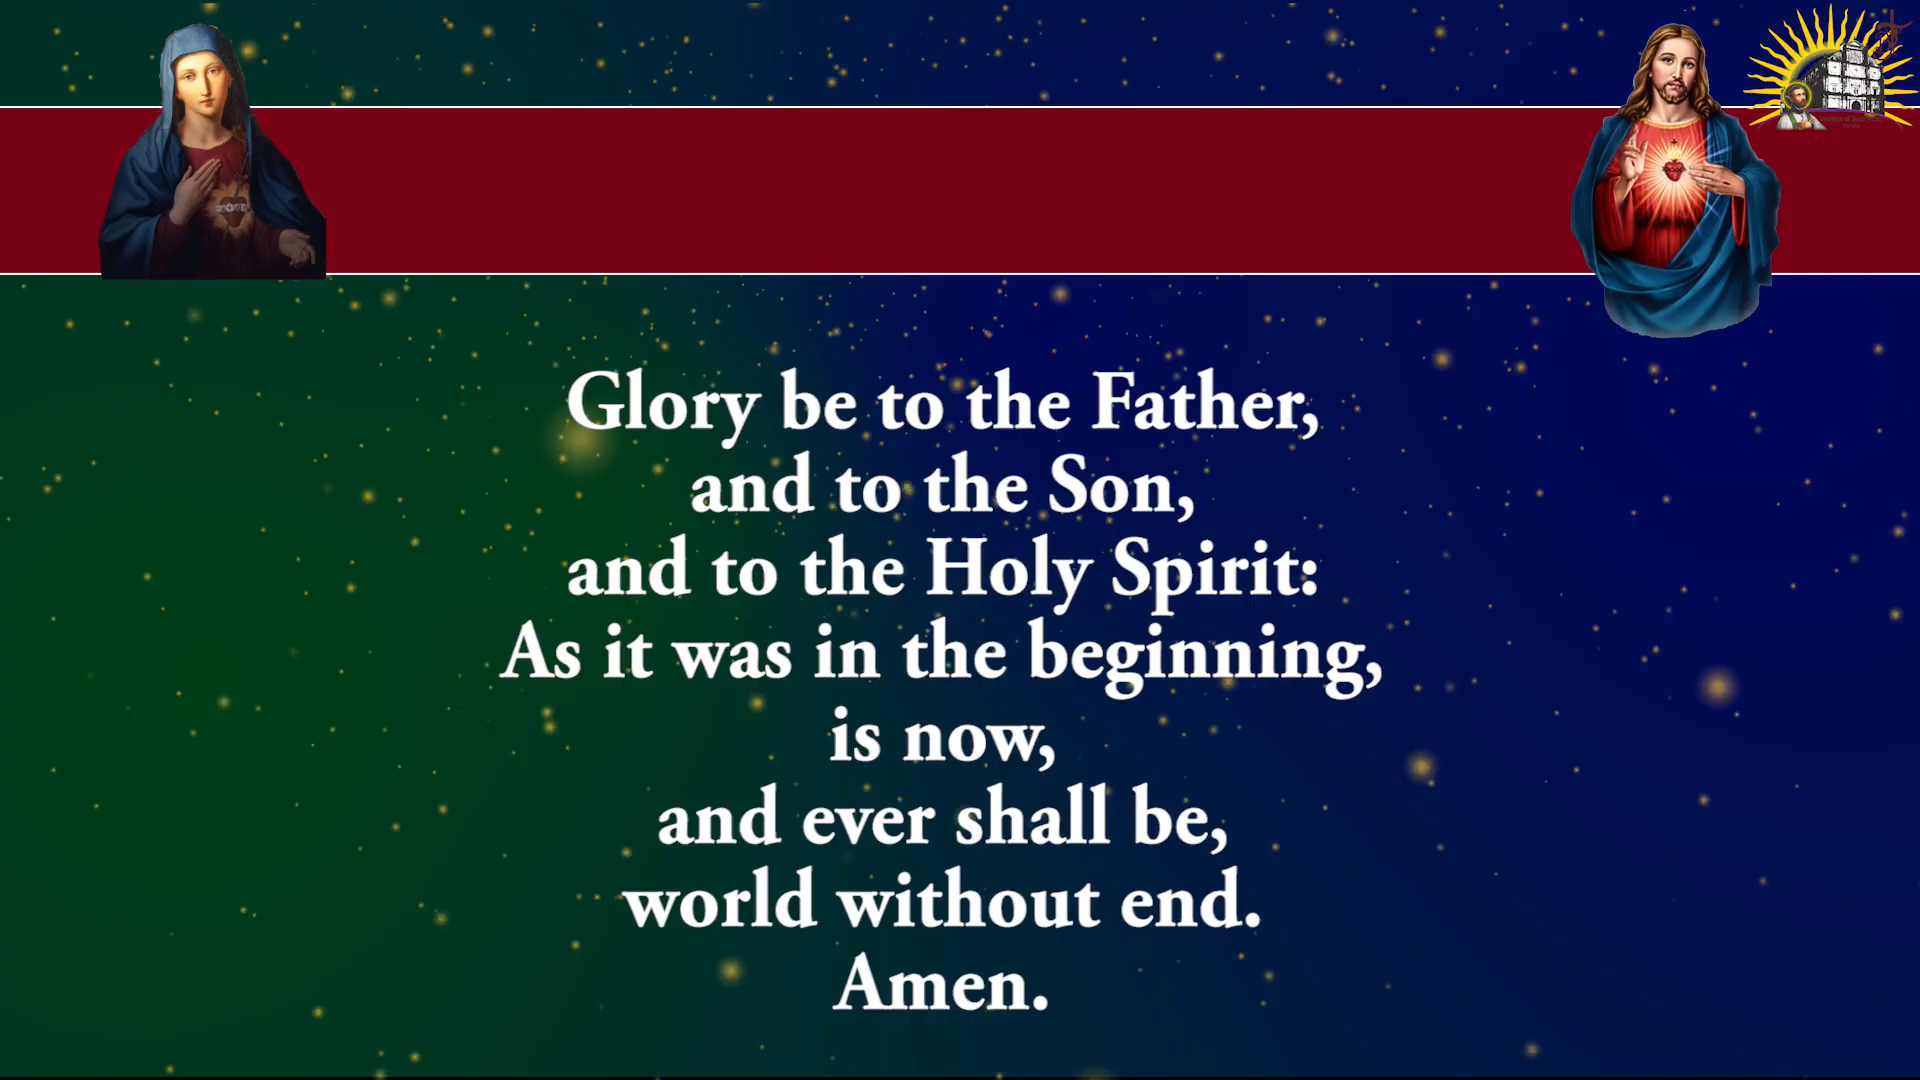 Glory be to the Father,
and to the Son,
and to the Holy Spirit:
As it was in the beginning,
is now,
and ever shall be,
world without end.
Amen.